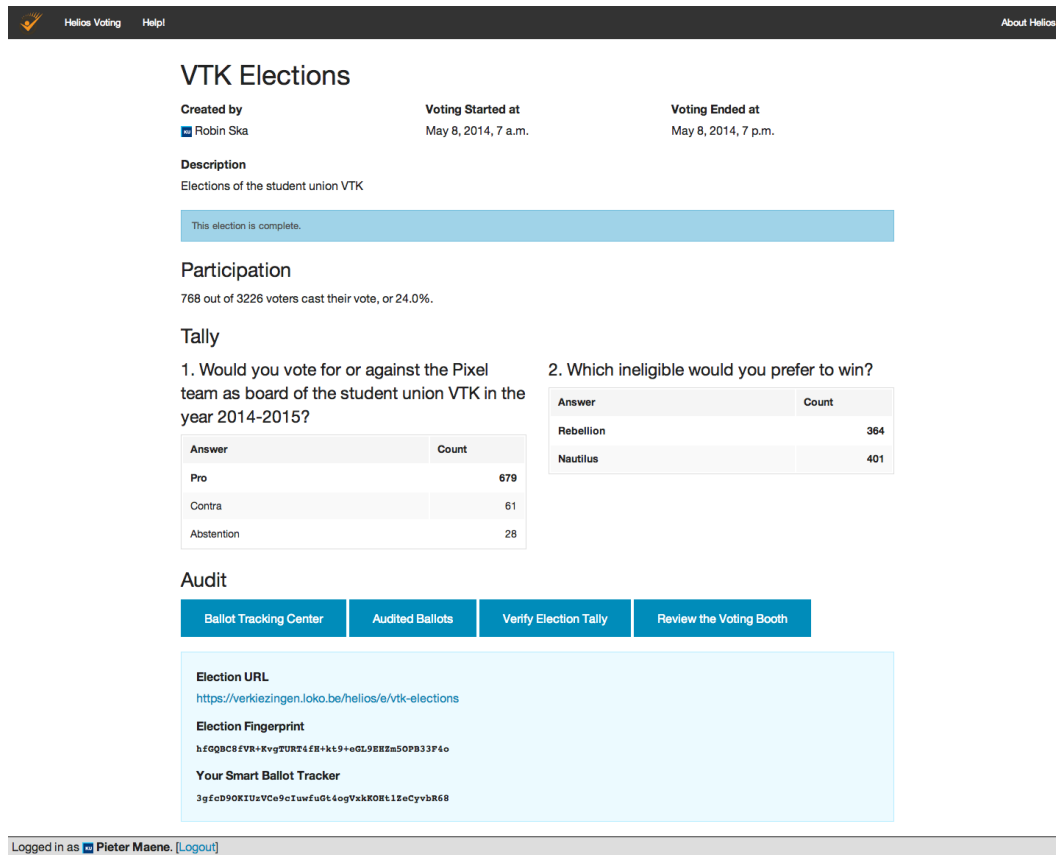 Helios Voting Help! About Helios
VTK Elections
Created by Voting Started at Voting Ended at
KU Robin Ska May 8, 2014, 7 a.m. May 8, 2014, 7 p.m.
Description
Elections of the student union VTK
This election is complete.
Participation
768 out of 3226 voters cast their vote, or 24.0%.
Tally
1. Would you vote for or against the Pixel
team as board of the student union VTK in the
year 2014-2015?
Answer Count
Pro 679
Contra 61
Abstention 28
2. Which ineligible would you prefer to win?
Answer Count
Rebellion 364
Nautilus 401
Audit
Ballot Tracking Center Audited Ballots Verify Election Tally Review the Voting Booth
Election URL
https://verkiezingen.loko.be/helios/e/vtk-elections
Election Fingerprint
hfGQBC8fVR+KvgTURT4fH+kt9+eGL9EHZm5OPB33F4o
Your Smart Ballot Tracker
3gfcD9OKIUzVCe9cIuwfuGt4ogVxkKOHt1ZeCyvbR68
Logged in as KU Pieter Maene. [Logout]